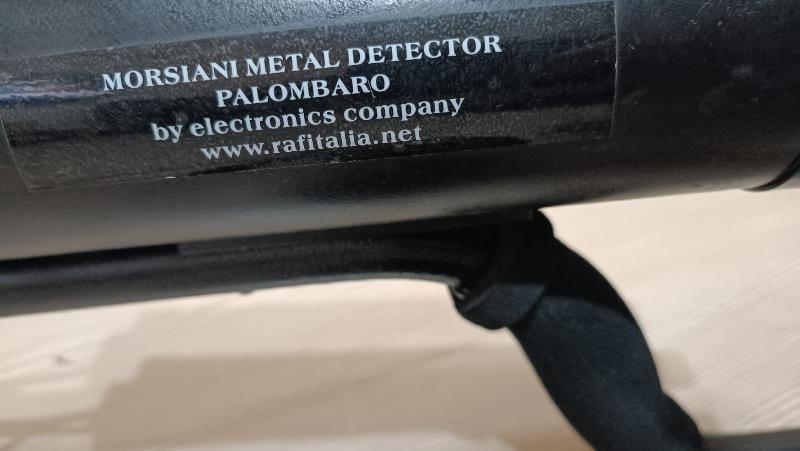 MORSIANI METAL DETECTOR
PALOMBARO
by electronics company
www.rafitalia.net